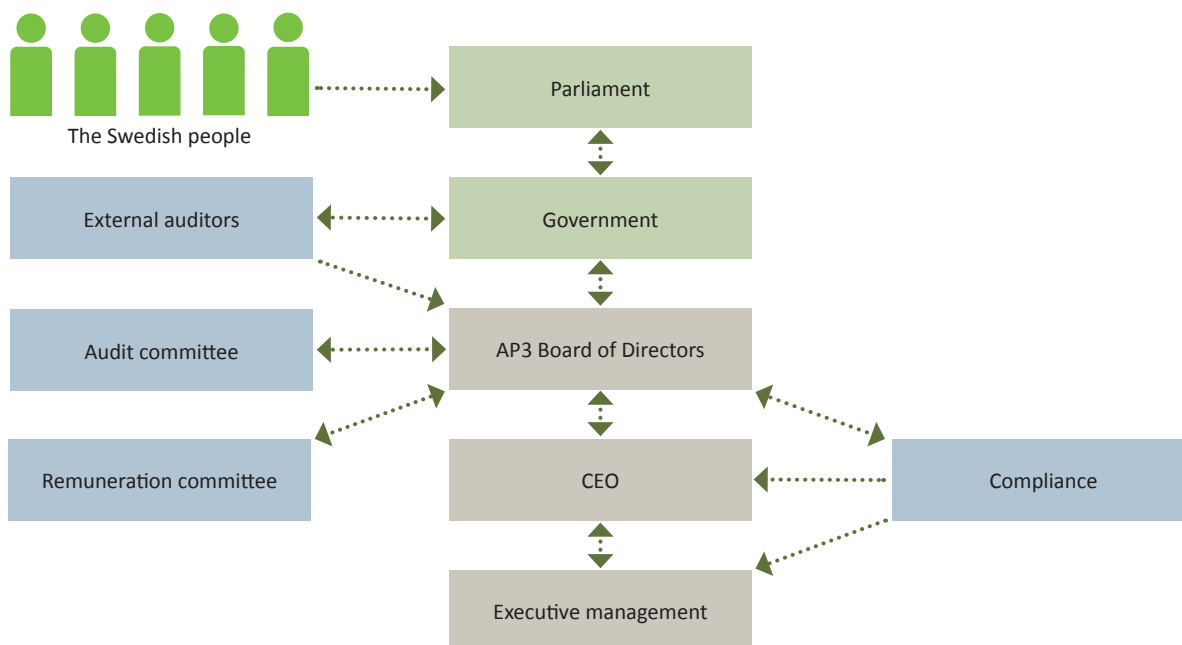 Parliament
The Swedish people
External auditors
Government
Audit committee
AP3 Board of Directors
Remuneration committee
CEO
Compliance
Executive management